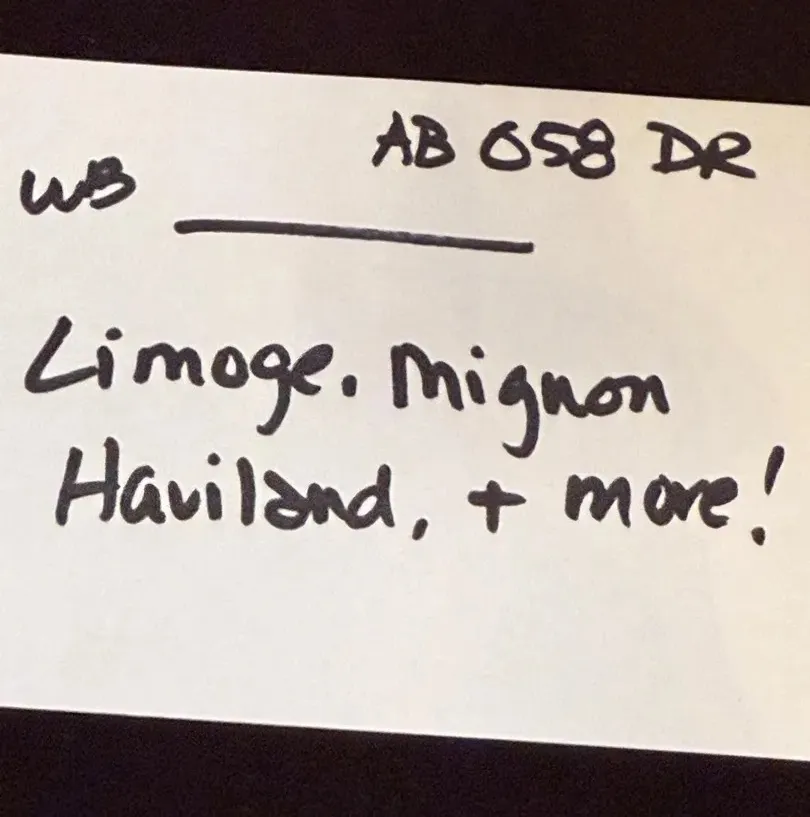 AB 058 DR
WB
Limoge. Mignon
Haviland, + more!